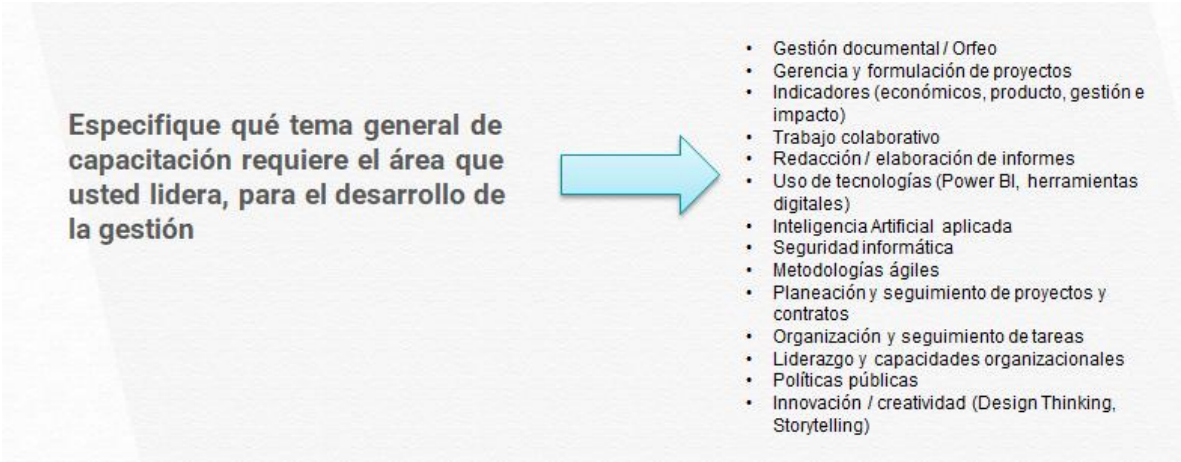 Especifique qué tema general de
capacitación requiere el área que
usted lidera, para el desarrollo de
la gestión
• Gestión documental / Orfeo
• Gerencia y formulación de proyectos
• Indicadores (económicos, producto, gestión e
impacto)
• Trabajo colaborativo
• Redacción / elaboración de informes
• Uso de tecnologías (Power BI, herramientas
digitales)
• Inteligencia Artificial aplicada
• Seguridad informática
• Metodologías ágiles
• Planeación y seguimiento de proyectos y
contratos
• Organización y seguimiento de tareas
• Liderazgo y capacidades organizacionales
• Políticas públicas
• Innovación / creatividad (Design Thinking,
Storytelling)